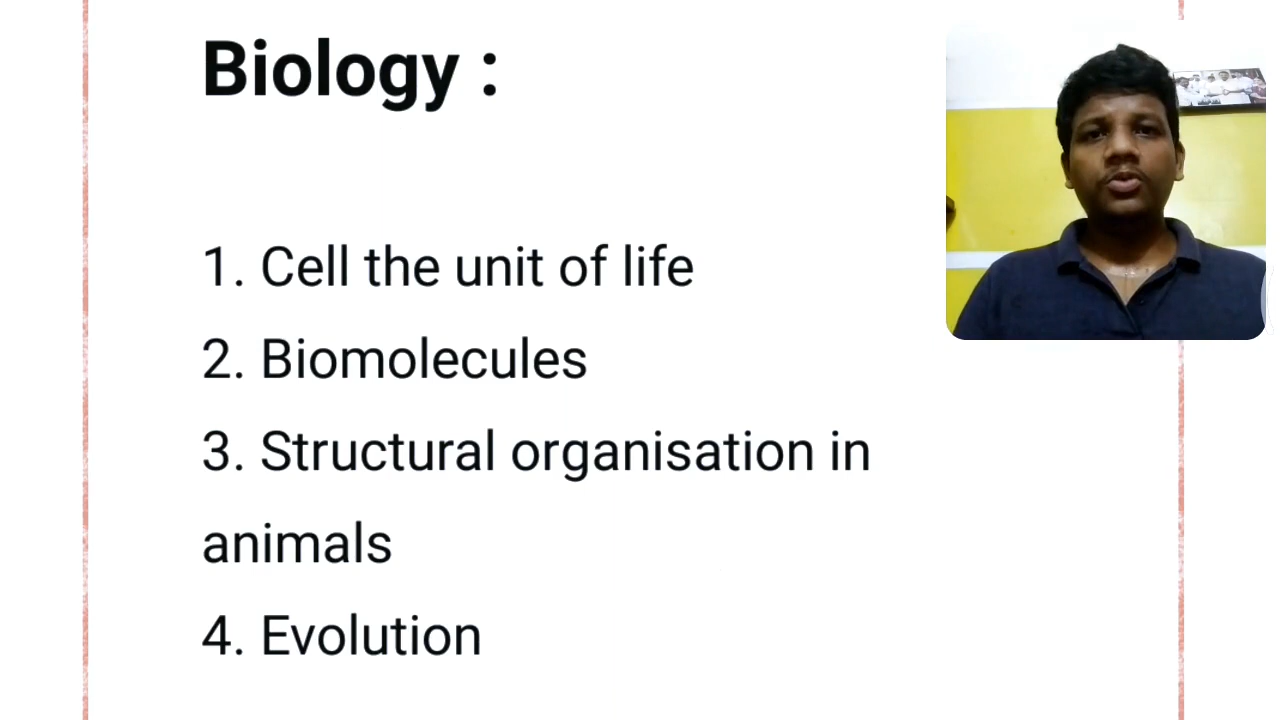 Biology :
1. Cell the unit of life
2. Biomolecules
3. Structural organisation in
animals
4. Evolution